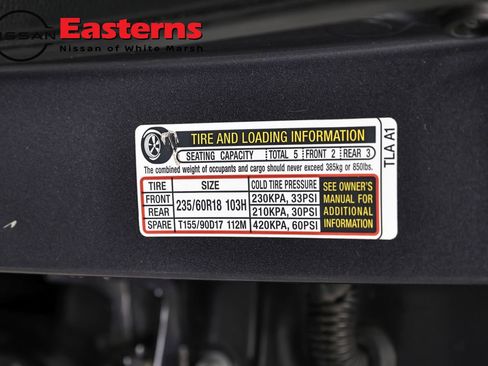 NISSAN
Easterns
Nissan of White Marsh
TIRE AND LOADING INFORMATION
SEATING CAPACITY TOTAL 5 FRONT 2 REAR 3
The combined weight of occupants and cargo should never exceed 385kg or 850lbs.
TIRE SIZE COLD TIRE PRESSURE
FRONT 235/60R18 103H 230KPA, 33PSI
REAR 210KPA, 30PSI
SPARE T155/90D17 112M 420KPA, 60PSI
SEE OWNER'S
MANUAL FOR
ADDITIONAL
INFORMATION
TLA A1